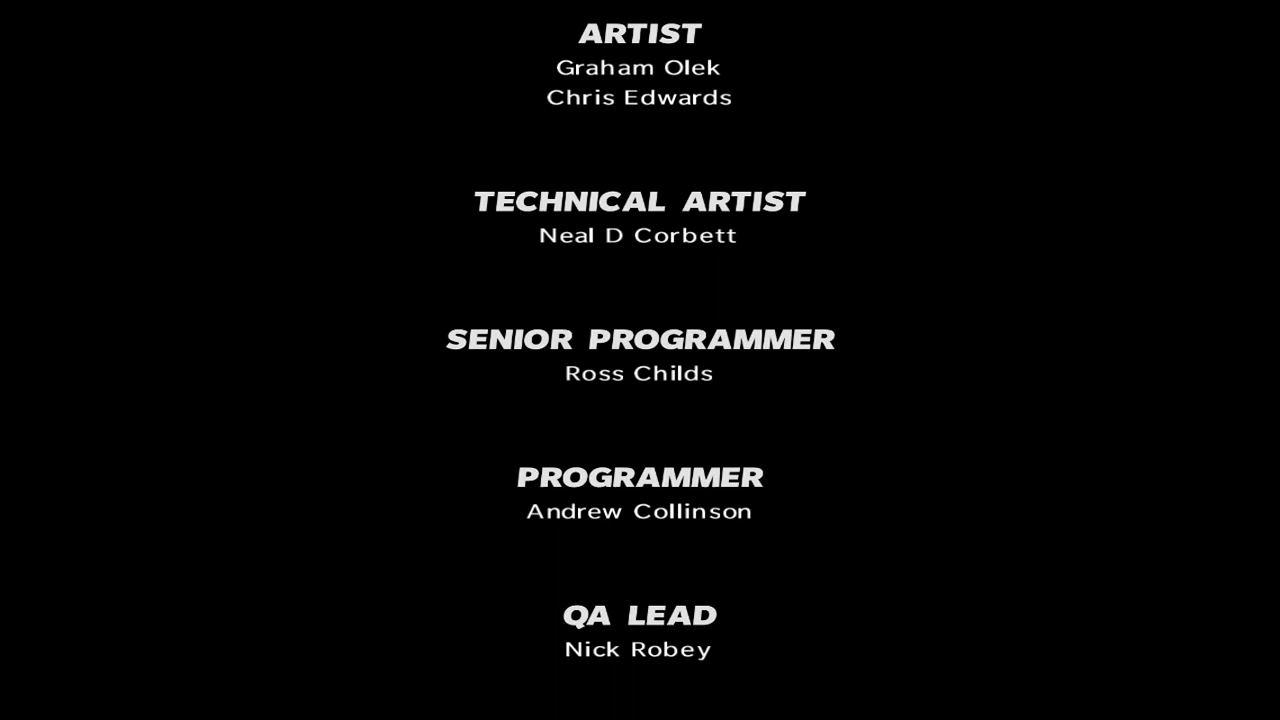 ARTIST
Graham Olek
Chris Edwards
TECHNICAL ARTIST
Neal D Corbett
SENIOR PROGRAMMER
Ross Childs
PROGRAMMER
Andrew Collinson
QA LEAD
Nick Robey